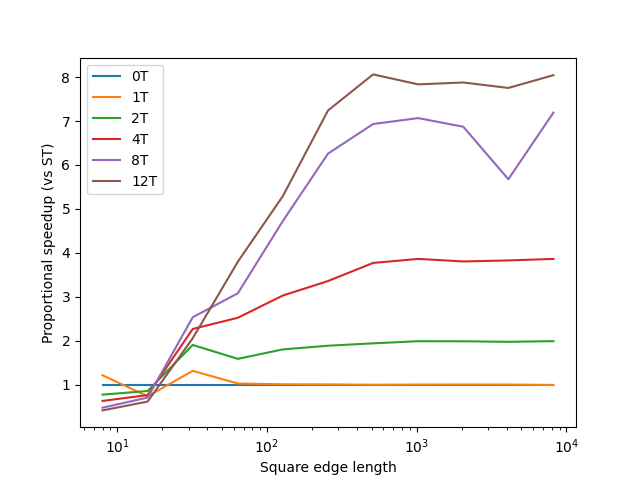 8
7
6
5
4
3
2
1
0T
1T
2T
4T
8T
12T
Proportional speedup (vs ST)
10¹
10²
10³
10⁴
Square edge length